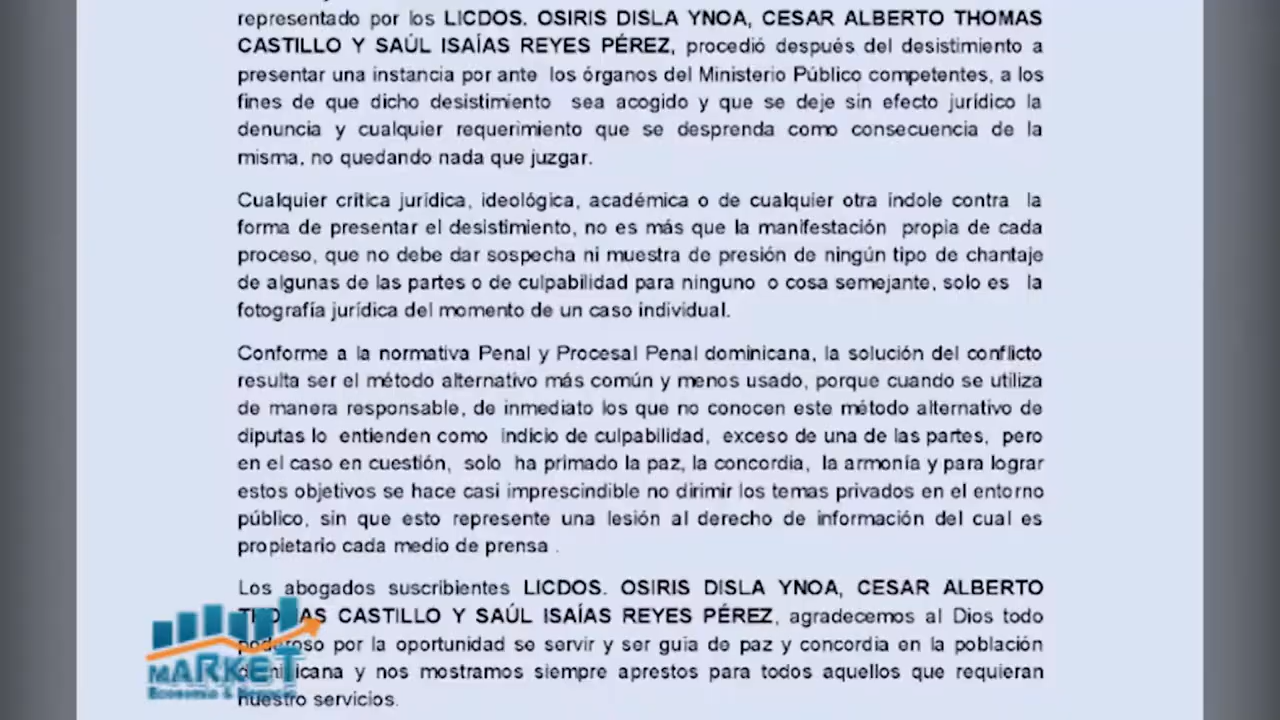 representado por los LICDOS. OSIRIS DISLA YNOA, CESAR ALBERTO THOMAS
CASTILLO Y SAÚL ISAÍAS REYES PÉREZ, procedió después del desistimiento a
presentar una instancia por ante los órganos del Ministerio Público competentes, a los
fines de que dicho desistimiento sea acogido y que se deje sin efecto jurídico la
denuncia y cualquier requerimiento que se desprenda como consecuencia de la
misma, no quedando nada que juzgar.
Cualquier crítica jurídica, ideológica, académica o de cualquier otra índole contra la
forma de presentar el desistimiento, no es más que la manifestación propia de cada
proceso, que no debe dar sospecha ni muestra de presión de ningún tipo de chantaje
de algunas de las partes o de culpabilidad para ninguno o cosa semejante, solo es la
fotografía jurídica del momento de un caso individual.
Conforme a la normativa Penal y Procesal Penal dominicana, la solución del conflicto
resulta ser el método alternativo más común y menos usado, porque cuando se utiliza
de manera responsable, de inmediato los que no conocen este método alternativo de
diputas lo entienden como indicio de culpabilidad, exceso de una de las partes, pero
en el caso en cuestión, solo ha primado la paz, la concordia, la armonía y para lograr
estos objetivos se hace casi imprescindible no dirimir los temas privados en el entorno
público, sin que esto represente una lesión al derecho de información del cual es
propietario cada medio de prensa .
Los abogados suscribientes LICDOS. OSIRIS DISLA YNOA, CESAR ALBERTO
THOMAS CASTILLO Y SAÚL ISAÍAS REYES PÉREZ, agradecemos al Dios todo
poderoso por la oportunidad se servir y ser guia de paz y concordia en la población
dominicana y nos mostramos siempre aprestos para todos aquellos que requieran
nuestro servicios.
MARKET
Economía & Negocio